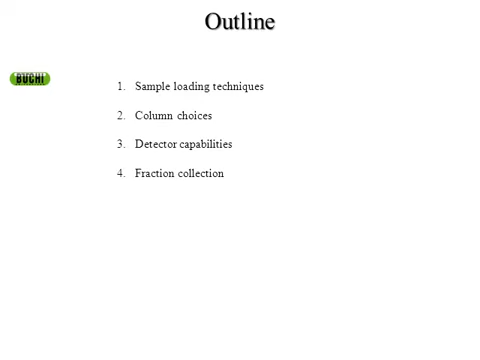 Outline
BUCHI
1. Sample loading techniques
2. Column choices
3. Detector capabilities
4. Fraction collection